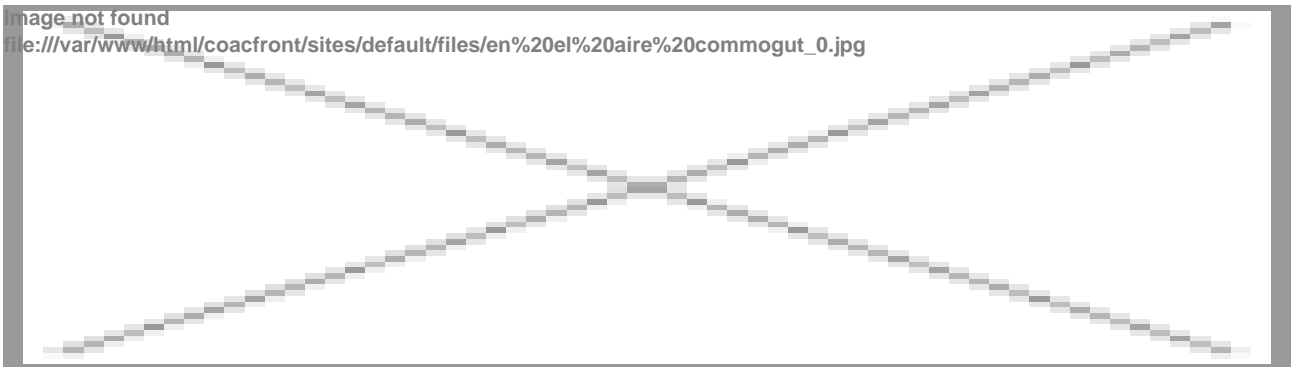 Image not found
file:///var/www/html/coacfront/sites/default/files/en%20el%20aire%20commogut_0.jpg